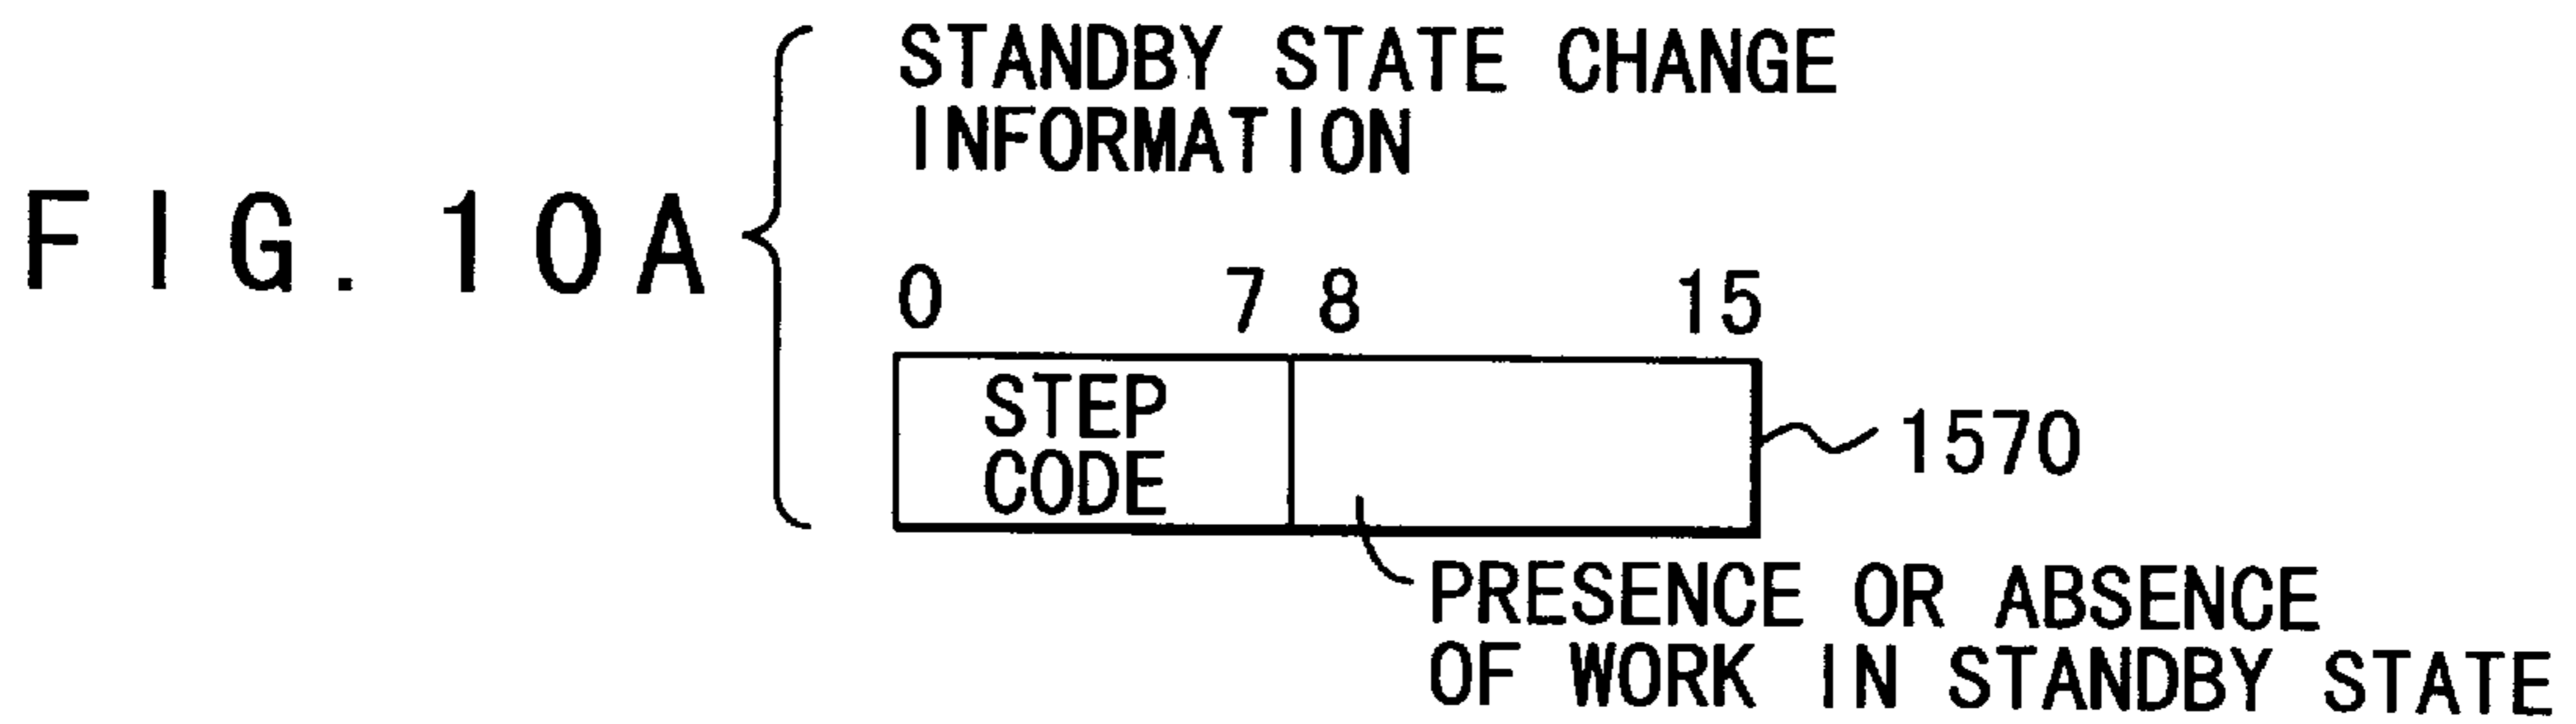 FIG. 10A
STANDBY STATE CHANGE
INFORMATION
0 7 8 15
STEP
CODE
1570
PRESENCE OR ABSENCE
OF WORK IN STANDBY STATE